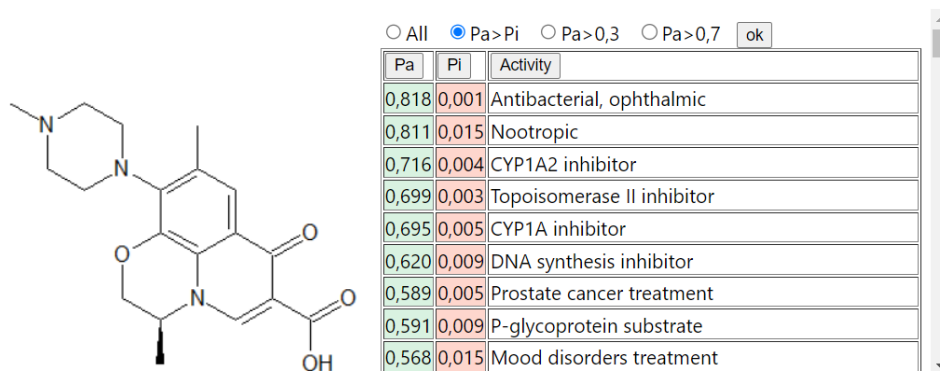 All Pa>Pi Pa>0,3 Pa>0,7 ok
Pa Pi Activity
0,818 0,001 Antibacterial, ophthalmic
0,811 0,015 Nootropic
0,716 0,004 CYP1A2 inhibitor
0,699 0,003 Topoisomerase II inhibitor
0,695 0,005 CYP1A inhibitor
0,620 0,009 DNA synthesis inhibitor
0,589 0,005 Prostate cancer treatment
0,591 0,009 P-glycoprotein substrate
0,568 0,015 Mood disorders treatment
N
N
O
O
N
O
OH